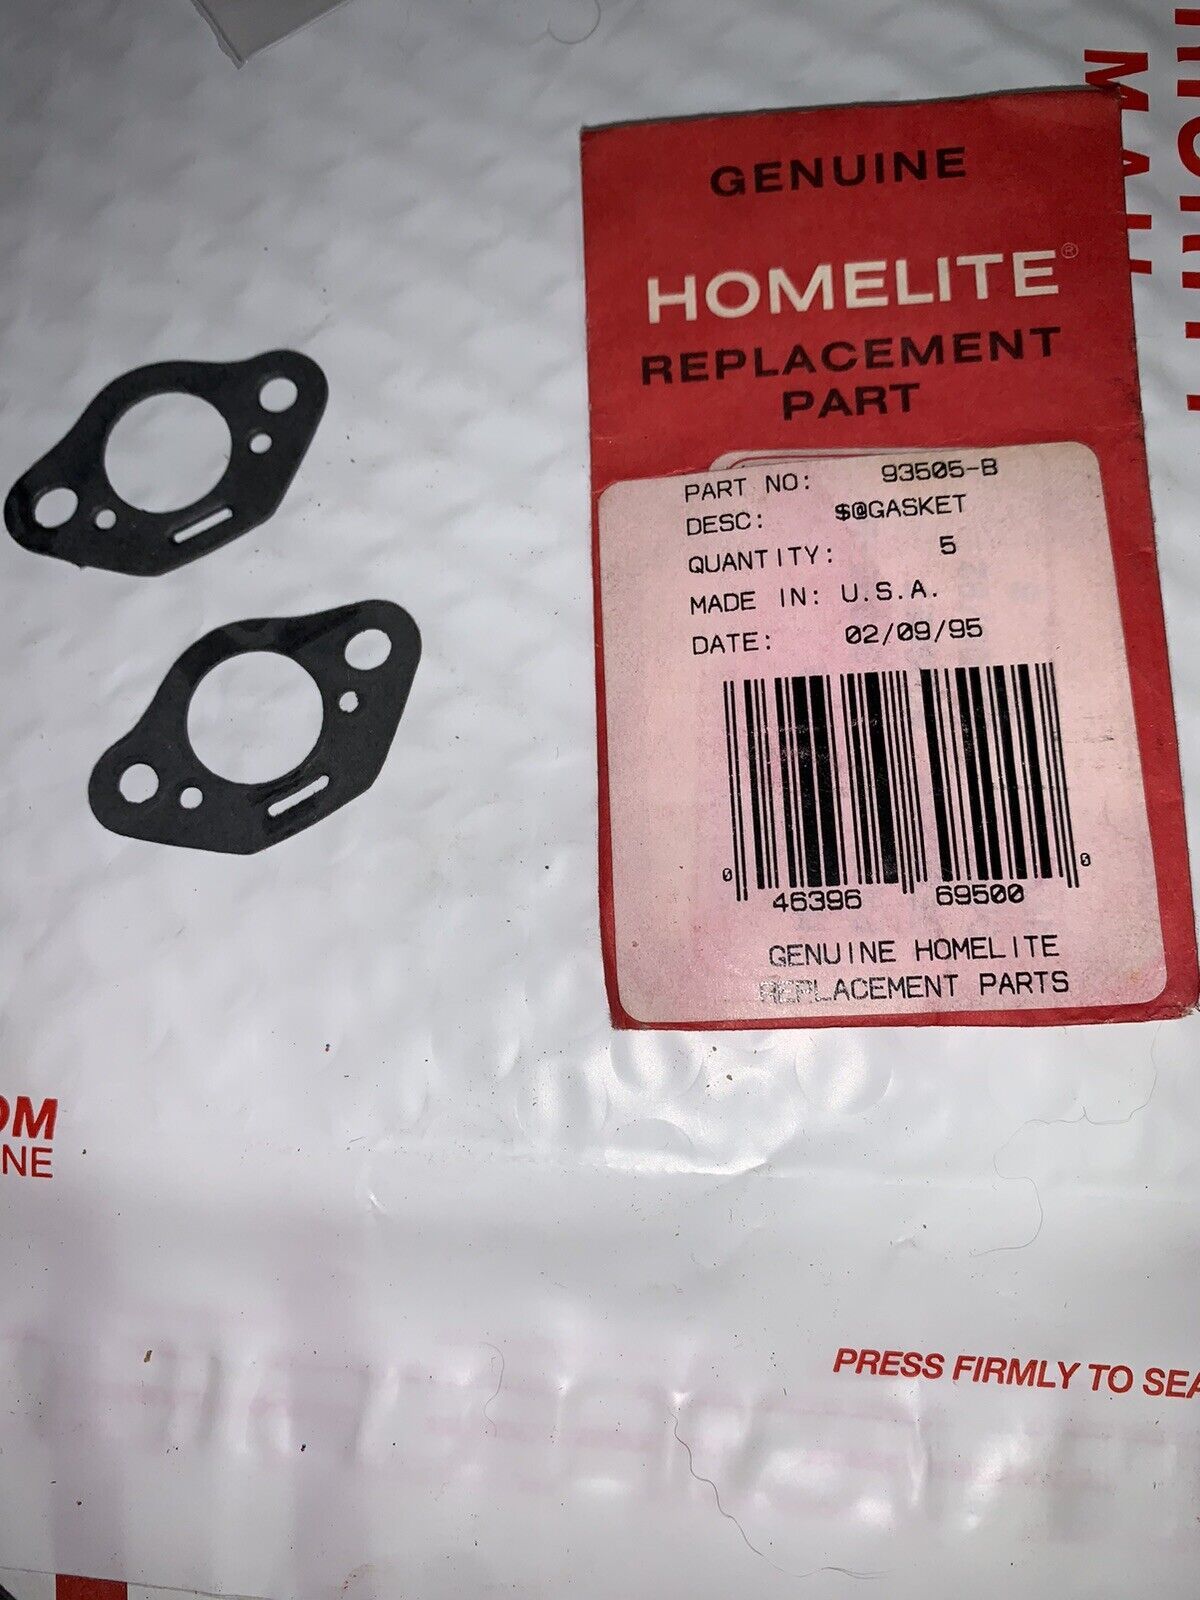 GENUINE
HOMELITE®
REPLACEMENT
PART
PART NO: 93505-B
DESC: $@GASKET
QUANTITY: 5
MADE IN: U.S.A.
DATE: 02/09/95
0 46396 69500 0
GENUINE HOMELITE
REPLACEMENT PARTS
OM
NE
PRESS FIRMLY TO SEA